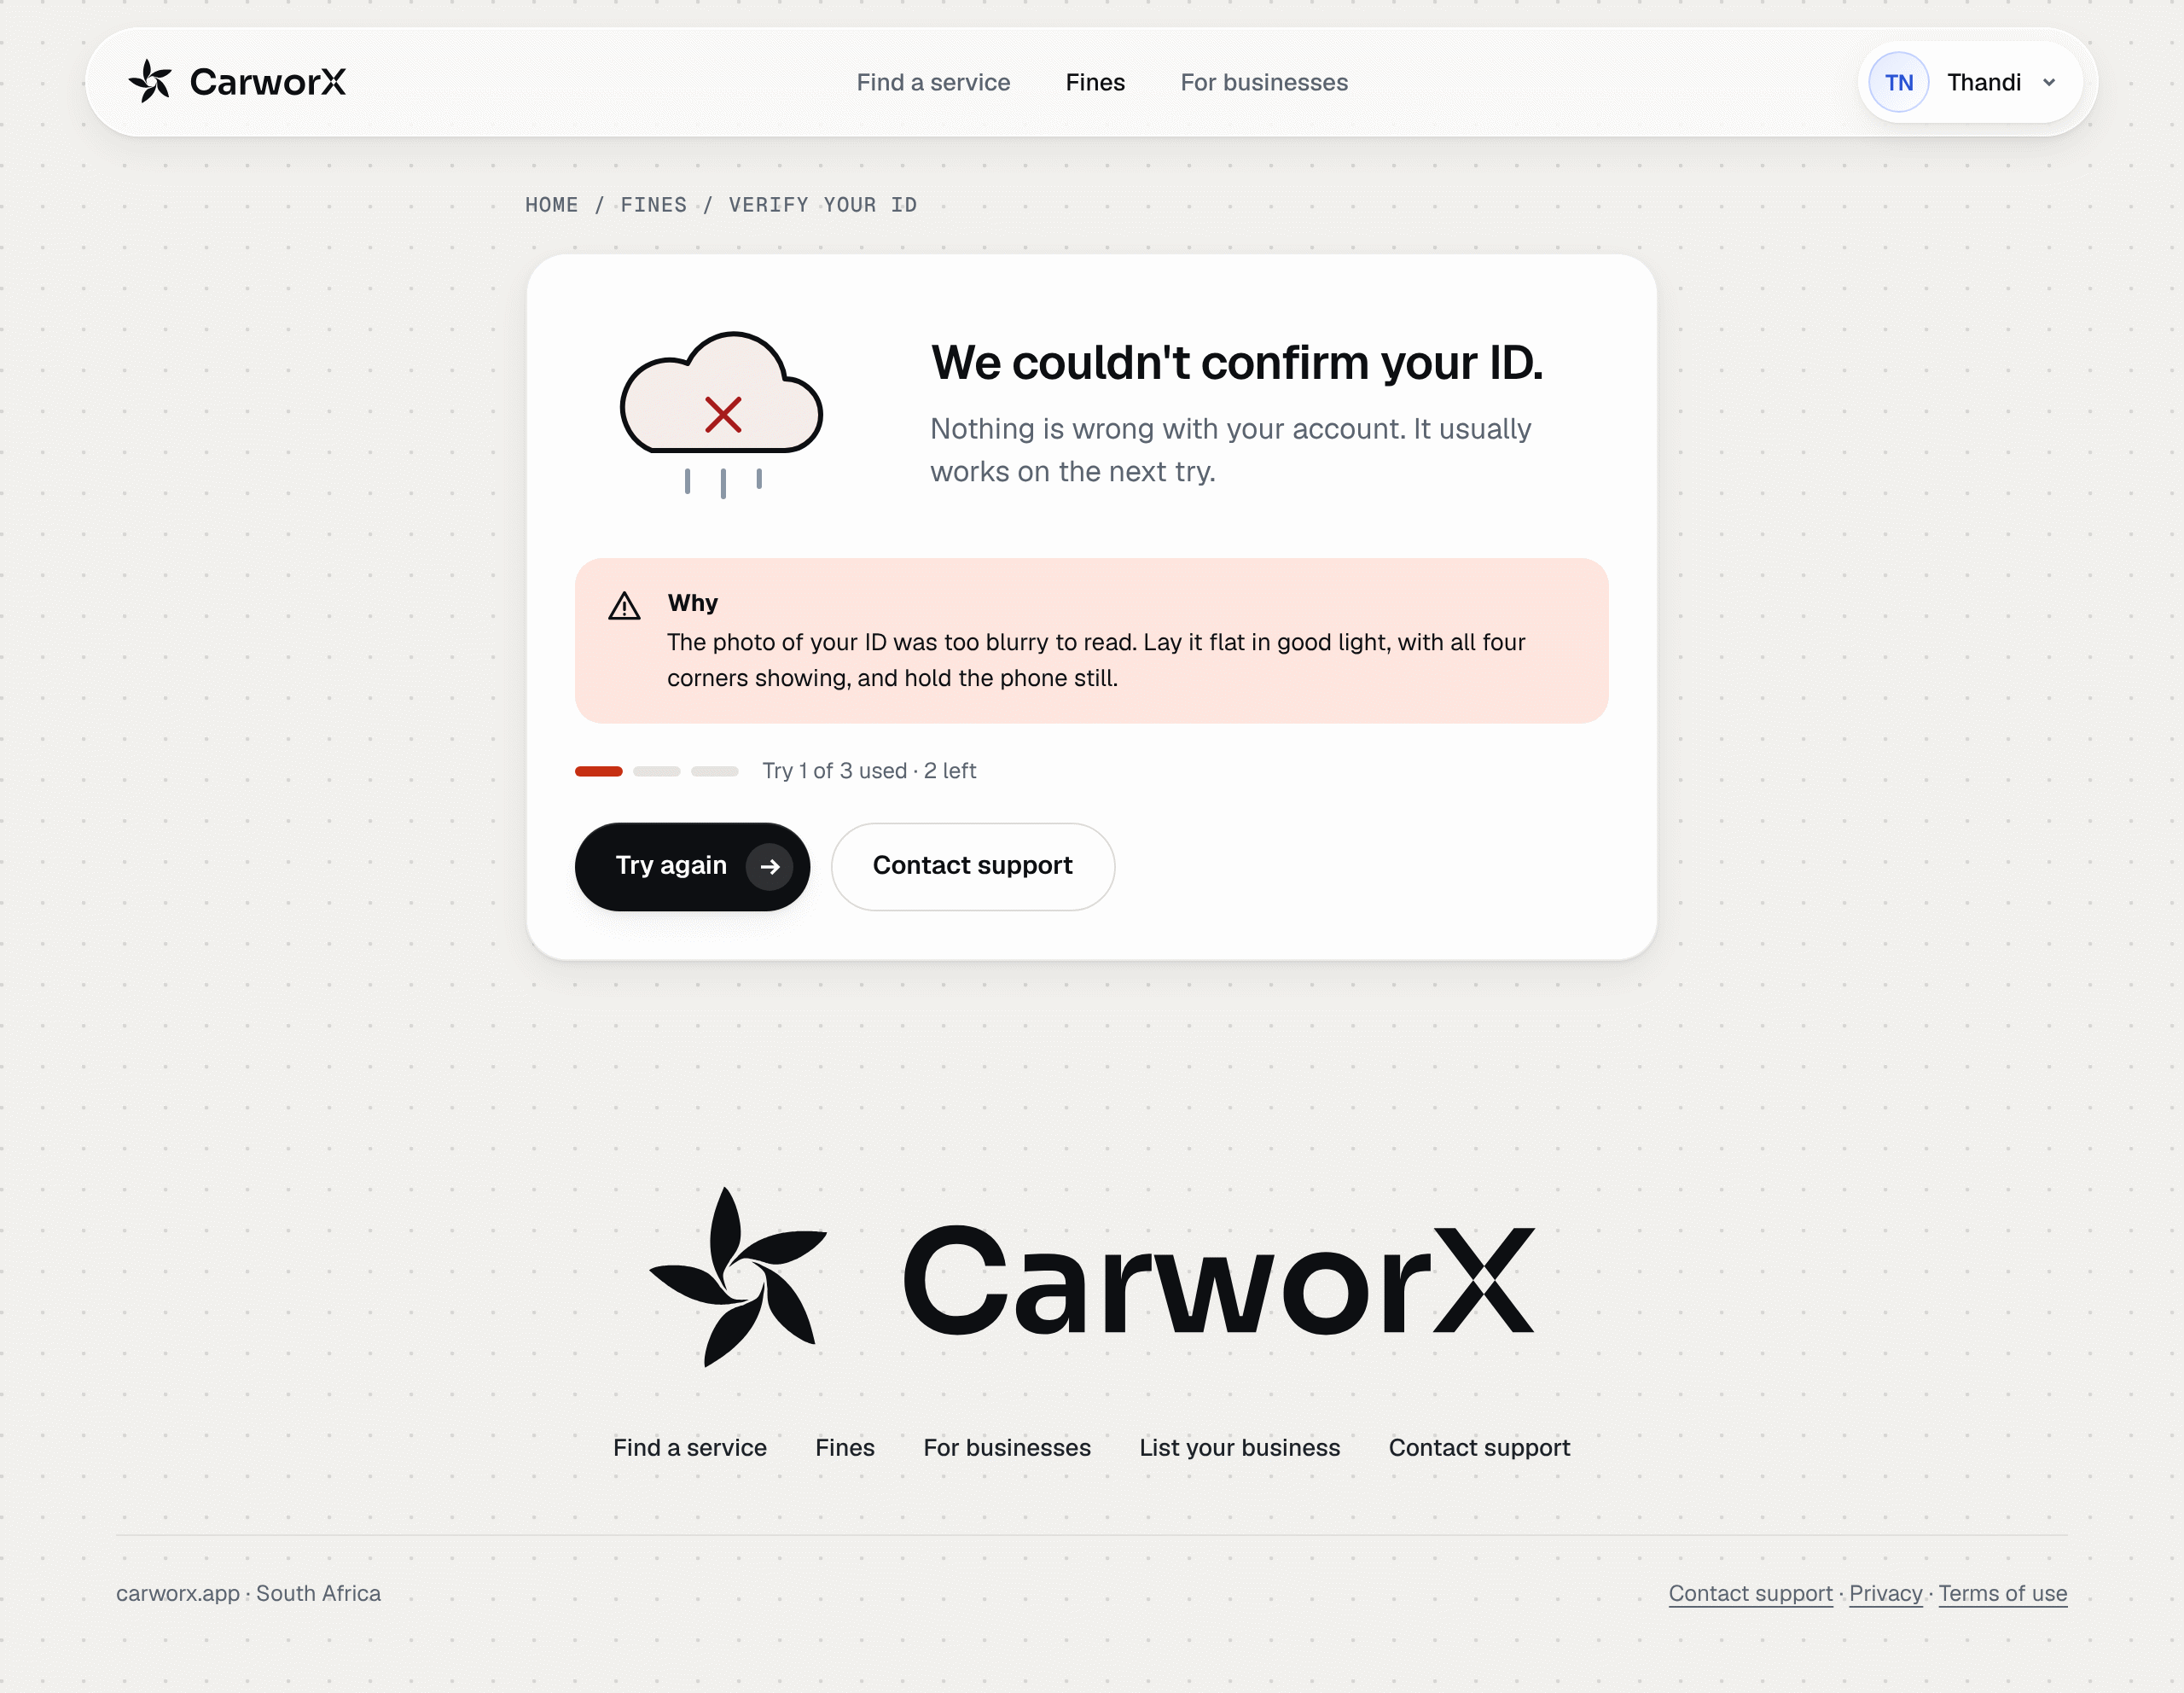 CarworX
Find a service
Fines
For businesses
TN
Thandi
HOME / FINES / VERIFY YOUR ID
We couldn't confirm your ID.
Nothing is wrong with your account. It usually
works on the next try.
Why
The photo of your ID was too blurry to read. Lay it flat in good light, with all four
corners showing, and hold the phone still.
Try 1 of 3 used · 2 left
Try again
Contact support
CarworX
Find a service
Fines
For businesses
List your business
Contact support
carworx.app · South Africa
Contact support · Privacy · Terms of use